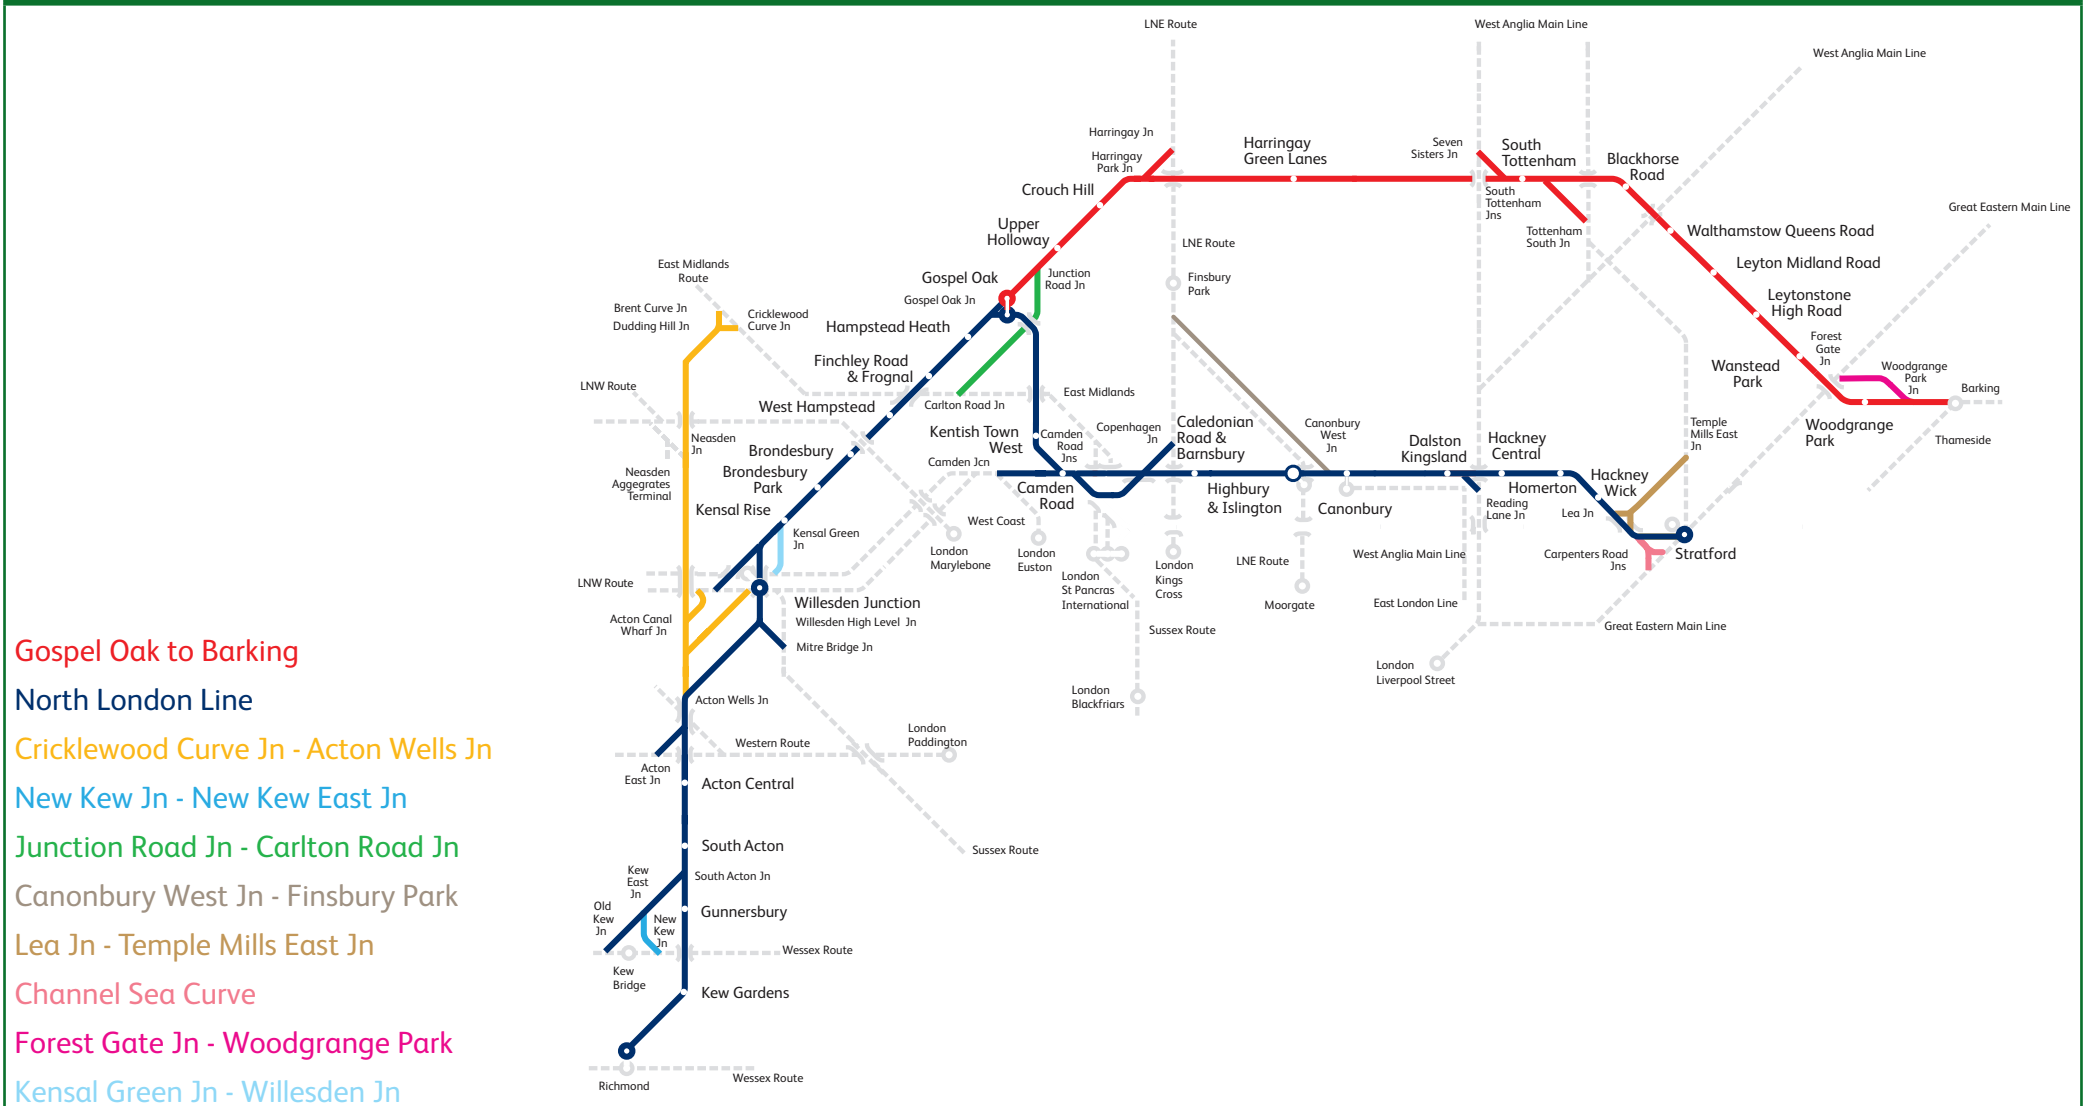 LNE Route
West Anglia Main Line
West Anglia Main Line
Harringay Jn
Harringay
Park Jn
Harringay
Green Lanes
Seven
Sisters Jn
South
Tottenham
Blackhorse
Road
Crouch Hill
South
Tottenham
Jns
Great Eastern Main Line
Upper
Holloway
Tottenham
South Jn
Walthamstow Queens Road
LNE Route
East Midlands
Route
Gospel Oak
Junction
Road Jn
Finsbury
Park
Leyton Midland Road
Gospel Oak Jn
Leytonstone
High Road
Brent Curve Jn
Dudding Hill Jn
Cricklewood
Curve Jn
Hampstead Heath
Forest
Gate
Jn
Finchley Road
& Frognal
Wanstead
Park
Woodgrange
Park
Jn
Barking
LNW Route
East Midlands
Carlton Road Jn
West Hampstead
Kentish Town
West
Camden
Road
Jns
Copenhagen
Jn
Caledonian
Road &
Barnsbury
Canonbury
West
Jn
Dalston
Kingsland
Hackney
Central
Temple
Mills East
Jn
Woodgrange
Park
Thameside
Neasden
Jn
Brondesbury
Camden Jcn
Neasden
Aggegrates
Terminal
Brondesbury
Park
Camden
Road
Highbury
& Islington
Canonbury
Homerton
Hackney
Wick
Kensal Rise
Reading
Lane Jn
Lea Jn
West Coast
Kensal Green
Jn
London
Marylebone
London
Euston
London
St Pancras
International
London
Kings
Cross
LNE Route
West Anglia Main Line
Carpenters Road
Jns
Stratford
LNW Route
Moorgate
East London Line
Willesden Junction
Willesden High Level Jn
Acton Canal
Wharf Jn
Mitre Bridge Jn
Sussex Route
Great Eastern Main Line
London
Liverpool Street
Acton Wells Jn
London
Blackfriars
Western Route
London
Paddington
Acton
East Jn
Acton Central
South Acton
Sussex Route
Kew
East
Jn
South Acton Jn
Old
Kew
Jn
New
Kew
Jn
Gunnersbury
Wessex Route
Kew
Bridge
Kew Gardens
Richmond
Wessex Route
Gospel Oak to Barking
North London Line
Cricklewood Curve Jn - Acton Wells Jn
New Kew Jn - New Kew East Jn
Junction Road Jn - Carlton Road Jn
Canonbury West Jn - Finsbury Park
Lea Jn - Temple Mills East Jn
Channel Sea Curve
Forest Gate Jn - Woodgrange Park
Kensal Green Jn - Willesden Jn